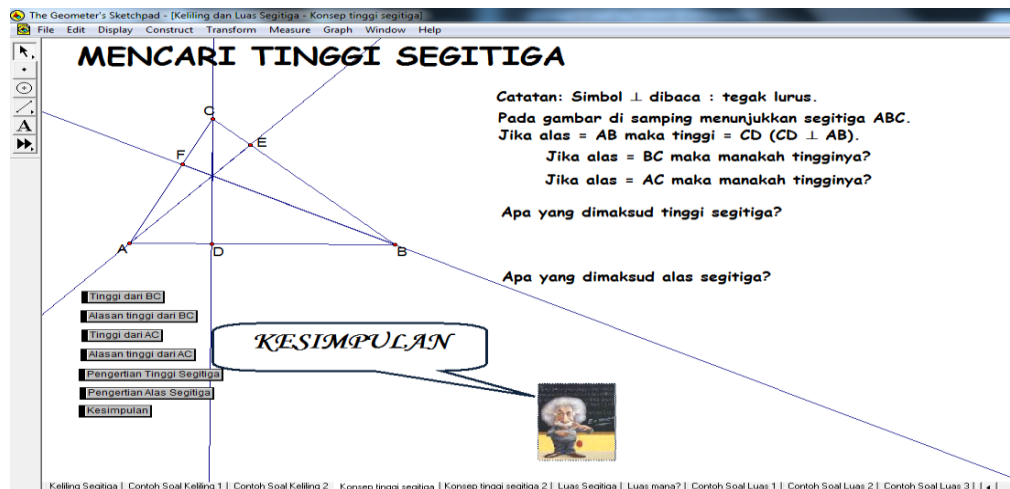 The Geometer's Sketchpad - [Keliling dan Luas Segitiga - Konsep tinggi segitiga]
File Edit Display Construct Transform Measure Graph Window Help
MENCARI TINGGI SEGITIGA
Catatan: Simbol ⊥ dibaca : tegak lurus.
Pada gambar di samping menunjukkan segitiga ABC.
Jika alas = AB maka tinggi = CD (CD ⊥ AB).
Jika alas = BC maka manakah tingginya?
Jika alas = AC maka manakah tingginya?
Apa yang dimaksud tinggi segitiga?
Apa yang dimaksud alas segitiga?
C
E
F
A
D
B
A
Tinggi dari BC
Alasan tinggi dari BC
Tinggi dari AC
Alasan tinggi dari AC
Pengertian Tinggi Segitiga
Pengertian Alas Segitiga
Kesimpulan
KESIMPULAN
Keliling Segitiga | Contoh Soal Keliling 1 | Contoh Soal Keliling 2 | Konsep tinggi segitiga | Konsep tinggi segitiga 2 | Luas Segitiga | Luas mana? | Contoh Soal Luas 1 | Contoh Soal Luas 2 | Contoh Soal Luas 3 |